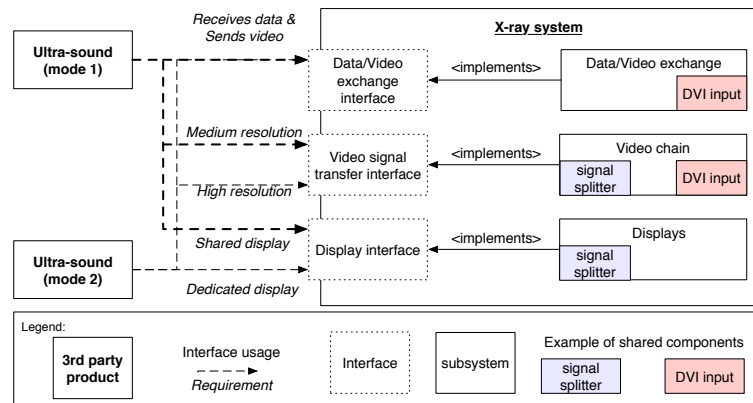 Receives data &
Sends video
X-ray system
Ultra-sound
(mode 1)
Data/Video
exchange
interface
<implements>
Data/Video exchange
DVI input
Medium resolution
Video signal
transfer interface
<implements>
Video chain
signal
splitter
DVI input
High resolution
Shared display
Display interface
<implements>
Displays
signal
splitter
Ultra-sound
(mode 2)
Dedicated display
Legend:
3rd party
product
Interface usage
Requirement
Interface
subsystem
Example of shared components
signal
splitter
DVI input